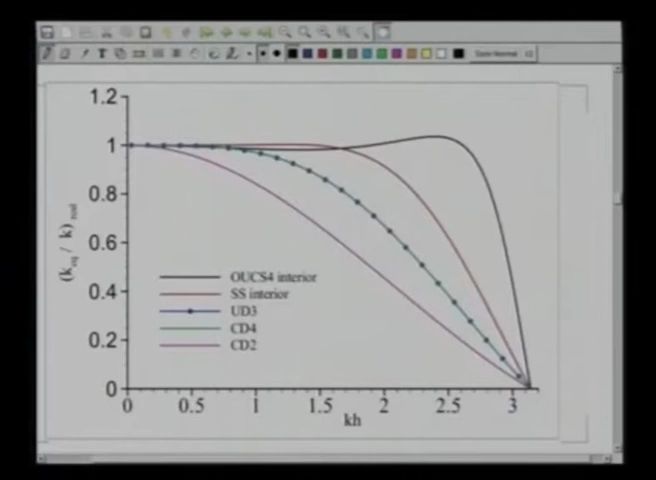 1.2
1
0.8
0.6
0.4
0.2
0
(k_eq / k)_real
OUCS4 interior
SS interior
UD3
CD4
CD2
0 0.5 1 1.5 2 2.5 3
kh